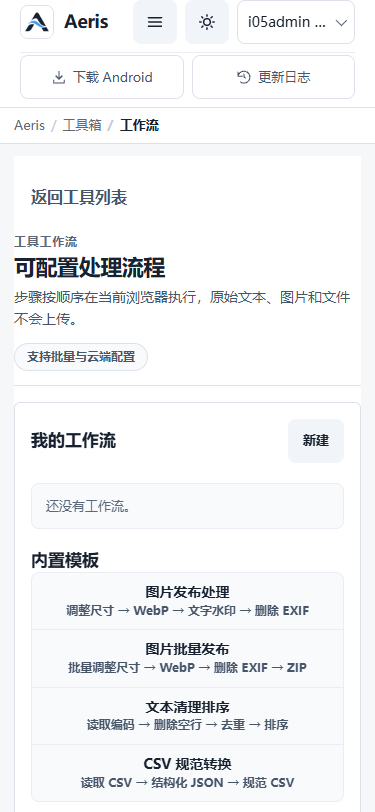 Aeris
i05admin ...
下载 Android
更新日志
Aeris / 工具箱 / 工作流
返回工具列表
工具工作流
可配置处理流程
步骤按顺序在当前浏览器执行，原始文本、图片和文件
不会上传。
支持批量与云端配置
我的工作流
新建
还没有工作流。
内置模板
图片发布处理
调整尺寸 → WebP → 文字水印 → 删除 EXIF
图片批量发布
批量调整尺寸 → WebP → 删除 EXIF → ZIP
文本清理排序
读取编码 → 删除空行 → 去重 → 排序
CSV 规范转换
读取 CSV → 结构化 JSON → 规范 CSV